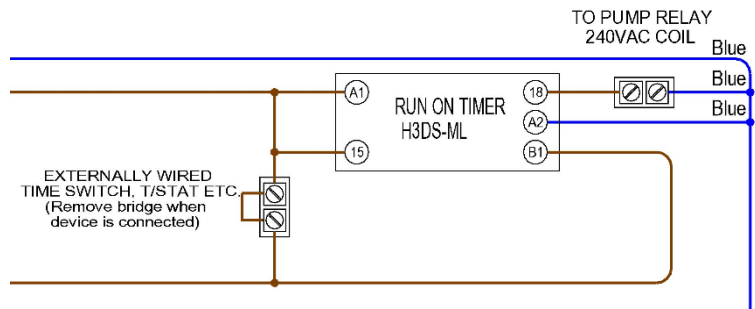 TO PUMP RELAY
240VAC COIL
Blue
Blue
Blue
A1
RUN ON TIMER
H3DS-ML
18
A2
15
B1
EXTERNALLY WIRED
TIME SWITCH, T/STAT ETC.
(Remove bridge when
device is connected)